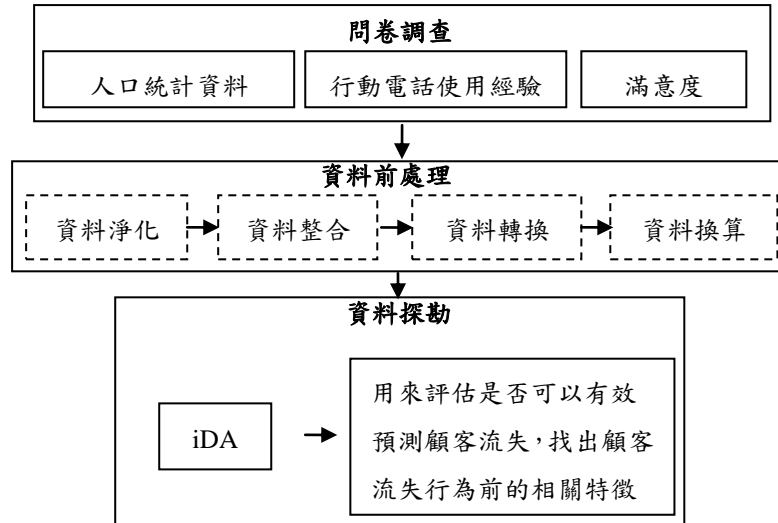 問卷調查
人口統計資料
行動電話使用經驗
滿意度
資料前處理
資料淨化
資料整合
資料轉換
資料換算
資料探勘
iDA
用來評估是否可以有效
預測顧客流失，找出顧客
流失行為前的相關特徵